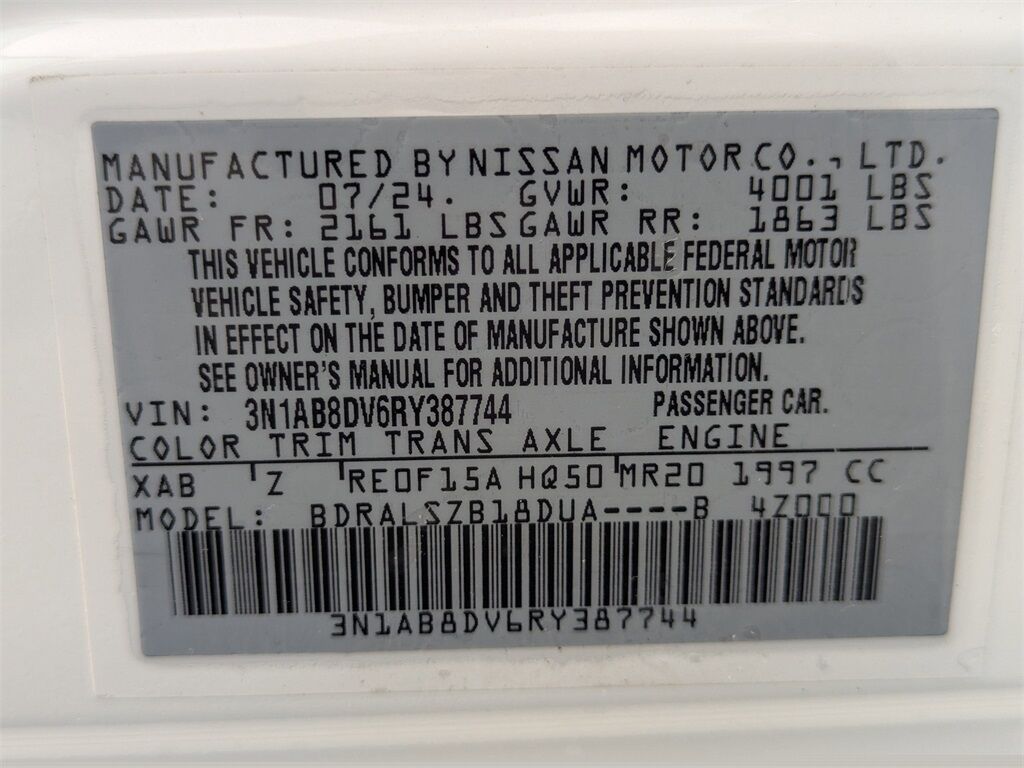 MANUFACTURED BY NISSAN MOTOR CO., LTD.
DATE: 07/24. GVWR: 4001 LBS
GAWR FR: 2161 LBS GAWR RR: 1863 LBS
THIS VEHICLE CONFORMS TO ALL APPLICABLE FEDERAL MOTOR
VEHICLE SAFETY, BUMPER AND THEFT PREVENTION STANDARDS
IN EFFECT ON THE DATE OF MANUFACTURE SHOWN ABOVE.
SEE OWNER'S MANUAL FOR ADDITIONAL INFORMATION.
VIN: 3N1AB8DV6RY387744 PASSENGER CAR.
COLOR TRIM TRANS AXLE ENGINE
XAB Z RE0F15A HQ50 MR20 1997 CC
MODEL: BDRALSZB18DUA----B 4Z000
3N1AB8DV6RY387744